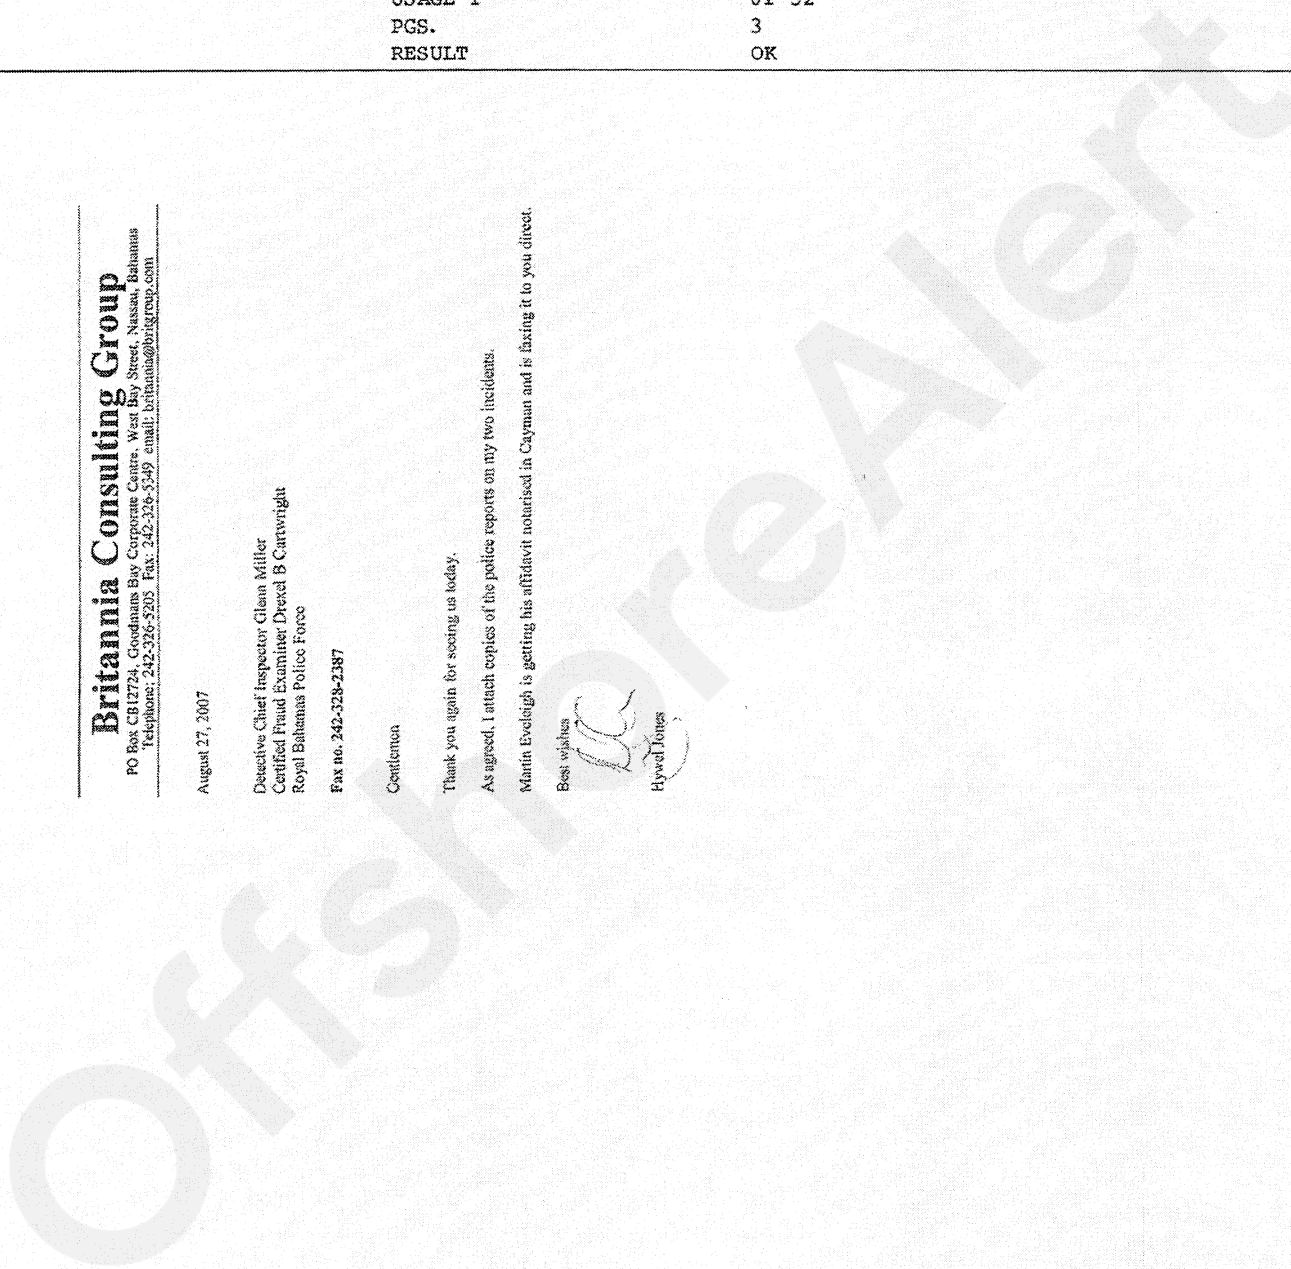 PGS. 3
RESULT OK
Britannia Consulting Group
PO Box CB12724, Goodmans Bay Corporate Centre, West Bay Street, Nassau, Bahamas
Telephone: 242-326-5205 Fax: 242-326-5349 email: britannia@britgroup.com
August 27, 2007
Detective Chief Inspector Glenn Miller
Certified Fraud Examiner Drexel B Cartwright
Royal Bahamas Police Force
Fax no. 242-328-2387
Gentlemen
Thank you again for seeing us today.
As agreed, I attach copies of the police reports on my two incidents.
Martin Eveleigh is getting his affidavit notarised in Cayman and is faxing it to you direct.
Best wishes
Hywel Jones
OffshoreAlert